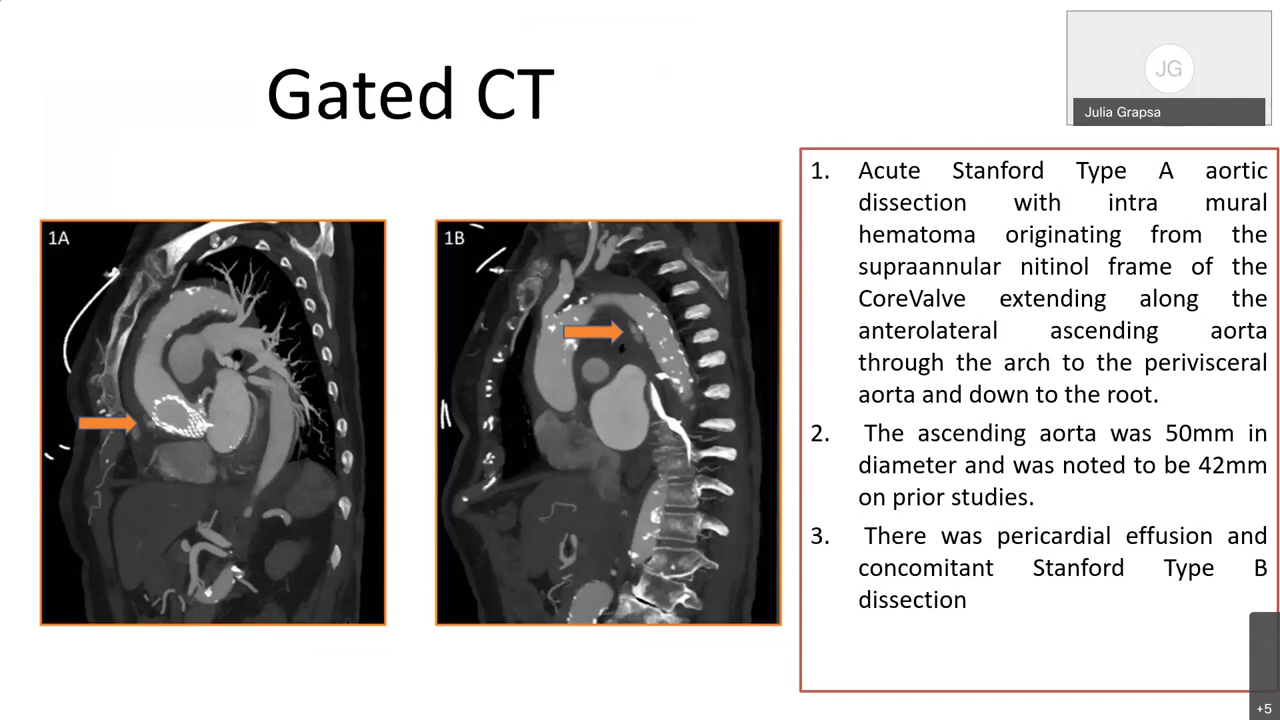 Gated CT
JG
Julia Grapsa
1A
1B
1. Acute Stanford Type A aortic
dissection with intra mural
hematoma originating from the
supraannular nitinol frame of the
CoreValve extending along the
anterolateral ascending aorta
through the arch to the perivisceral
aorta and down to the root.
2. The ascending aorta was 50mm in
diameter and was noted to be 42mm
on prior studies.
3. There was pericardial effusion and
concomitant Stanford Type B
dissection
+5